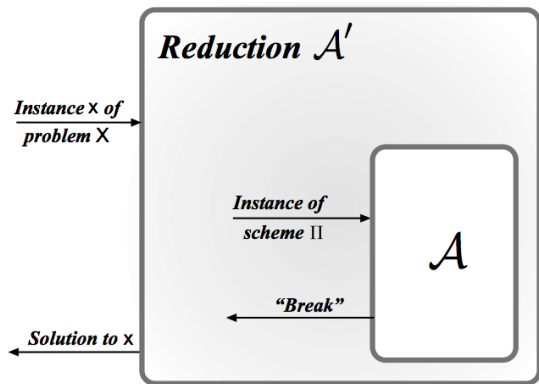 Reduction 𝒜′
Instance x of
problem X
Instance of
scheme Π
𝒜
“Break”
Solution to x